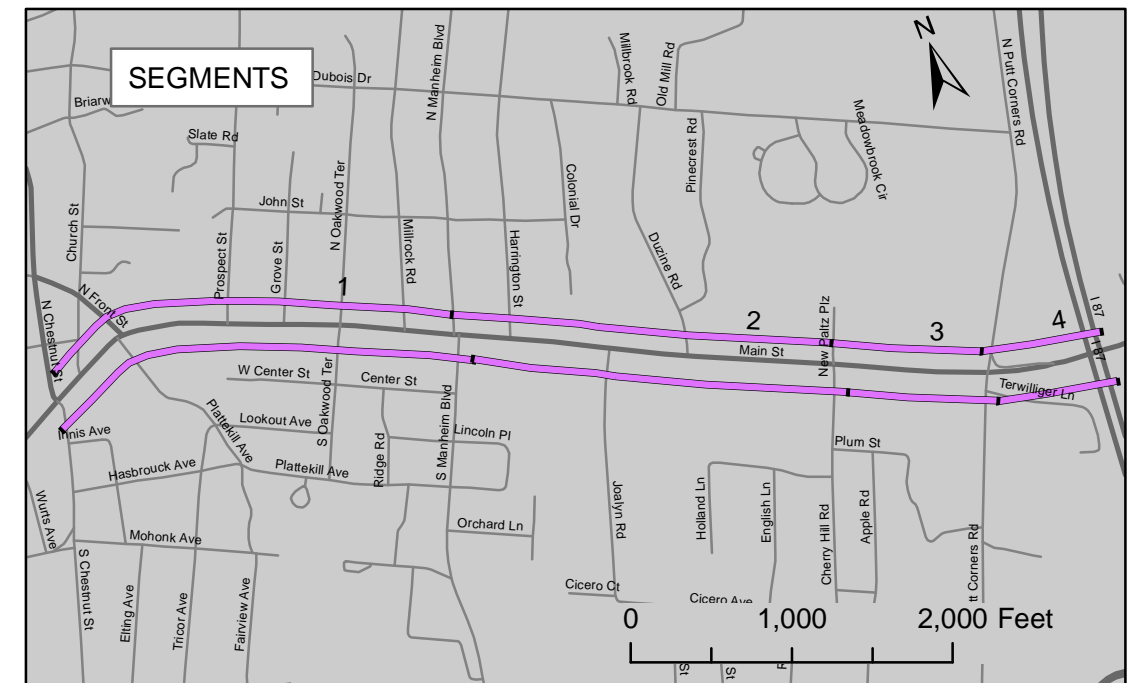 SEGMENTS
N
Dubois Dr
Briarw
Slate Rd
N Manheim Blvd
Millbrook Rd
Old Mill Rd
N Putt Corners Rd
Meadowbrook Cir
Pinecrest Rd
Church St
John St
N Oakwood Ter
Colonial Dr
Prospect St
Grove St
Millrock Rd
Harrington St
Duzine Rd
N Front St
N Chestnut St
1
2
3
4
I 87
I 87
New Paltz Plz
Main St
Terwilliger Ln
W Center St
Center St
S Oakwood Ter
Innis Ave
Plattekill Ave
Lookout Ave
Ridge Rd
S Manheim Blvd
Lincoln Pl
Plum St
Hasbrouck Ave
Plattekill Ave
Wurts Ave
Orchard Ln
Joalyn Rd
Holland Ln
English Ln
Cherry Hill Rd
Apple Rd
Mohonk Ave
S Chestnut St
Elting Ave
Tricor Ave
Fairview Ave
Cicero Ct
Cicero Ave
tt Corners Rd
0 1,000 2,000 Feet
St
St